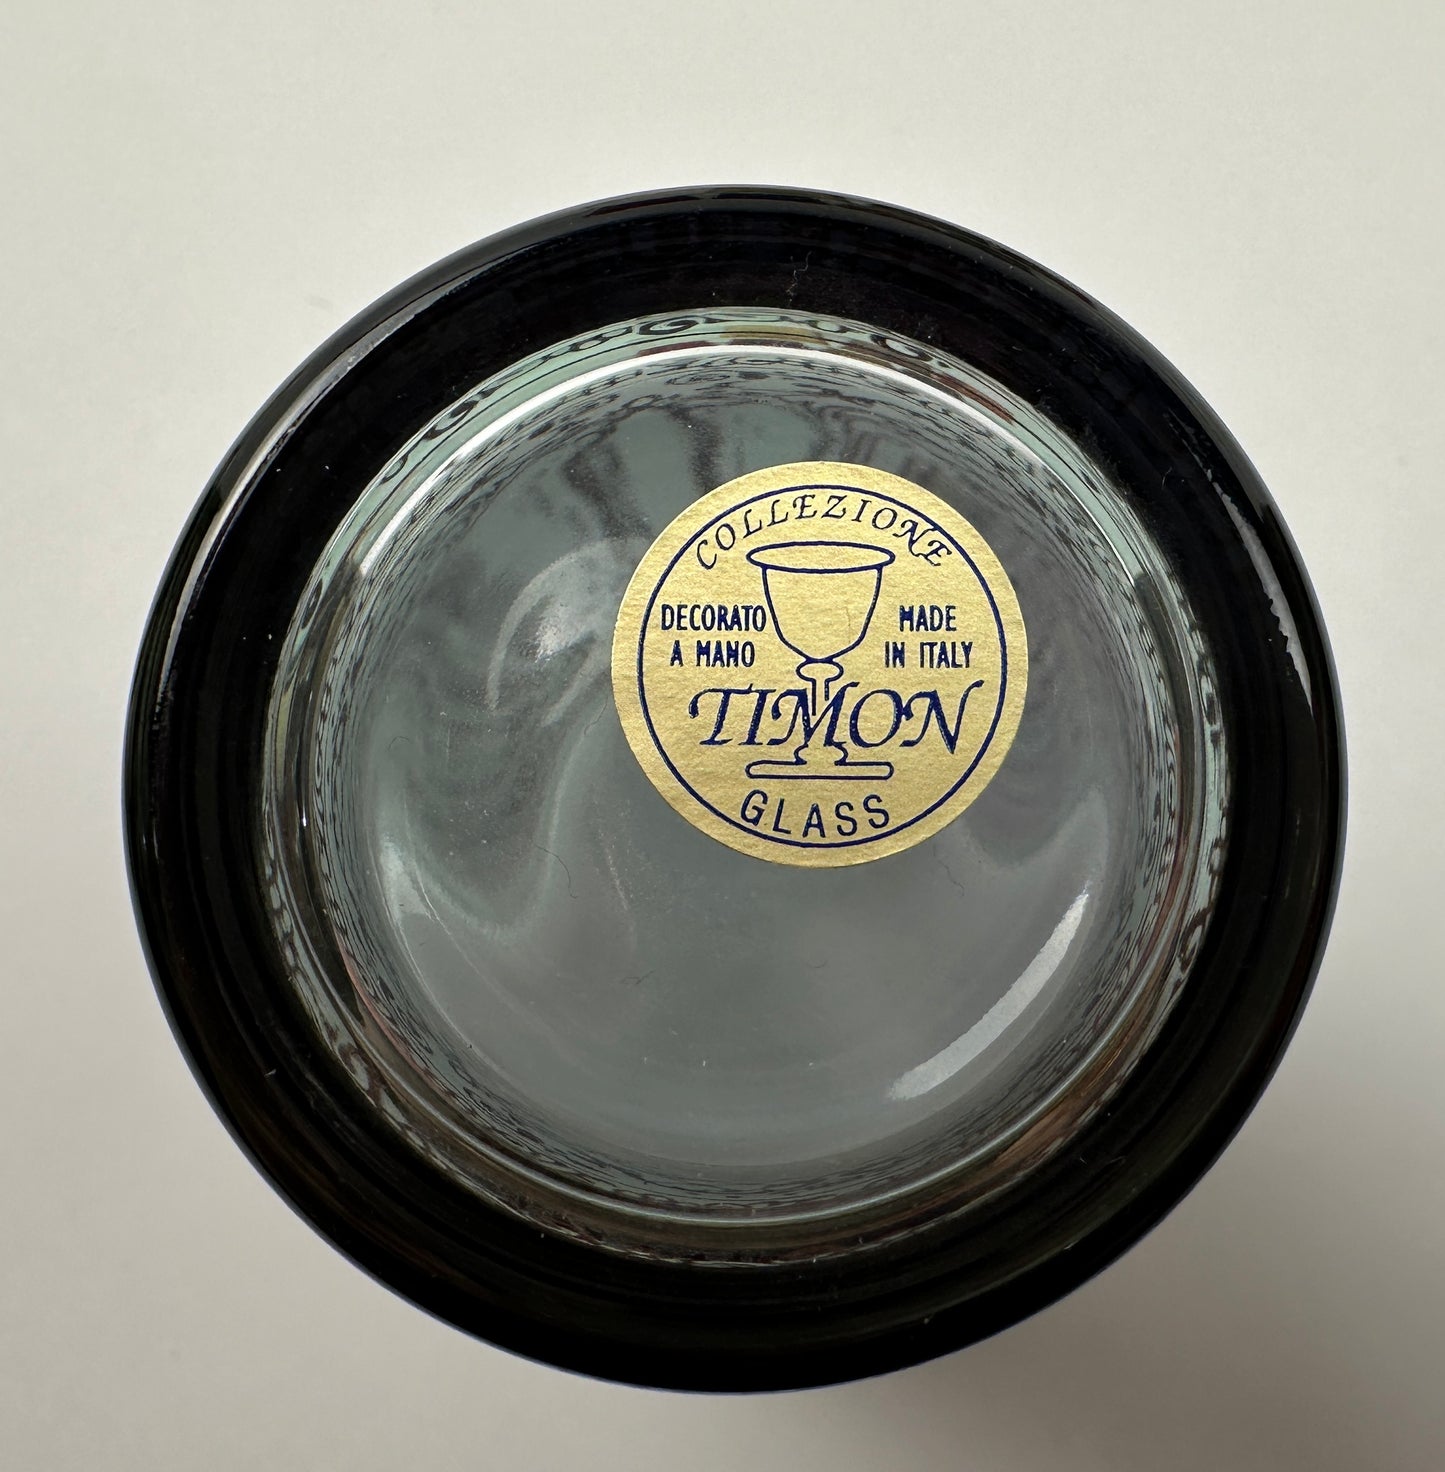 COLLEZIONE
DECORATO
A MANO
MADE
IN ITALY
TIMON
GLASS